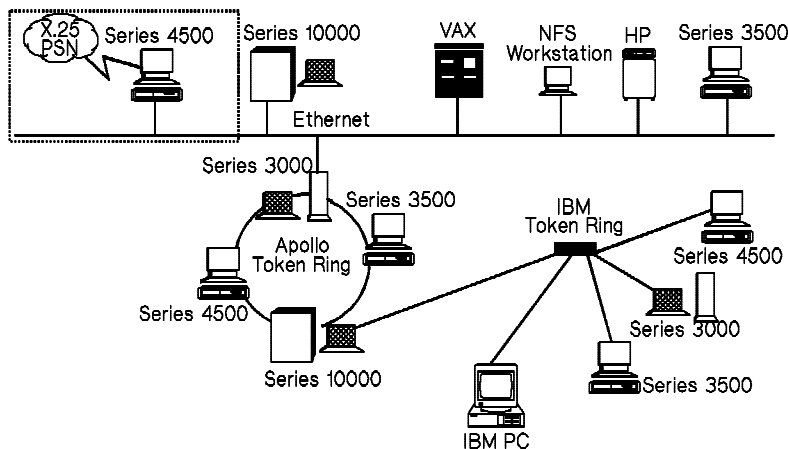 X.25
PSN
Series 4500
Series 10000
VAX
NFS
Workstation
HP
Series 3500
Ethernet
Series 3000
Series 3500
Apollo
Token Ring
Series 4500
Series 10000
IBM
Token Ring
Series 4500
Series 3000
Series 3500
IBM PC